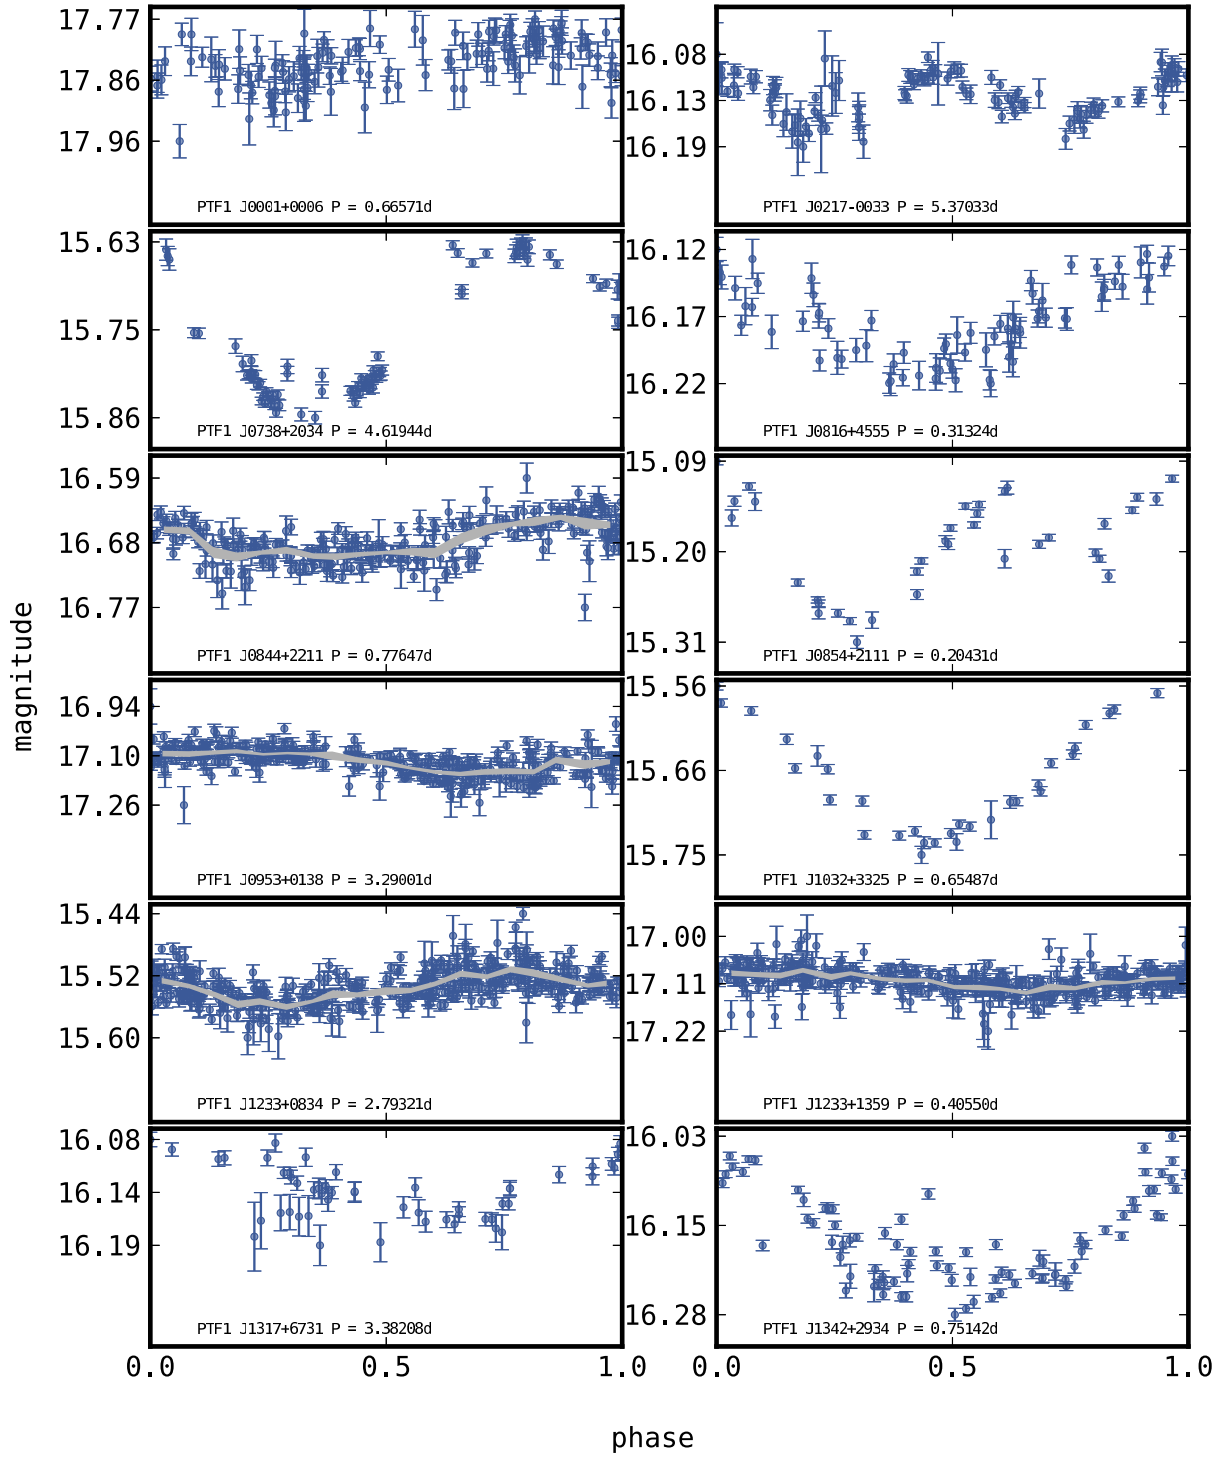 magnitude
17.77
17.86
17.96
PTF1 J0001+0006 P = 0.66571d
16.08
16.13
16.19
PTF1 J0217-0033 P = 5.37033d
15.63
15.75
15.86
PTF1 J0738+2034 P = 4.61944d
16.12
16.17
16.22
PTF1 J0816+4555 P = 0.31324d
16.59
16.68
16.77
PTF1 J0844+2211 P = 0.77647d
15.09
15.20
15.31
PTF1 J0854+2111 P = 0.20431d
16.94
17.10
17.26
PTF1 J0953+0138 P = 3.29001d
15.56
15.66
15.75
PTF1 J1032+3325 P = 0.65487d
15.44
15.52
15.60
PTF1 J1233+0834 P = 2.79321d
17.00
17.11
17.22
PTF1 J1233+1359 P = 0.40550d
16.08
16.14
16.19
PTF1 J1317+6731 P = 3.38208d
16.03
16.15
16.28
PTF1 J1342+2934 P = 0.75142d
0.0 0.5 1.0
0.0 0.5 1.0
phase